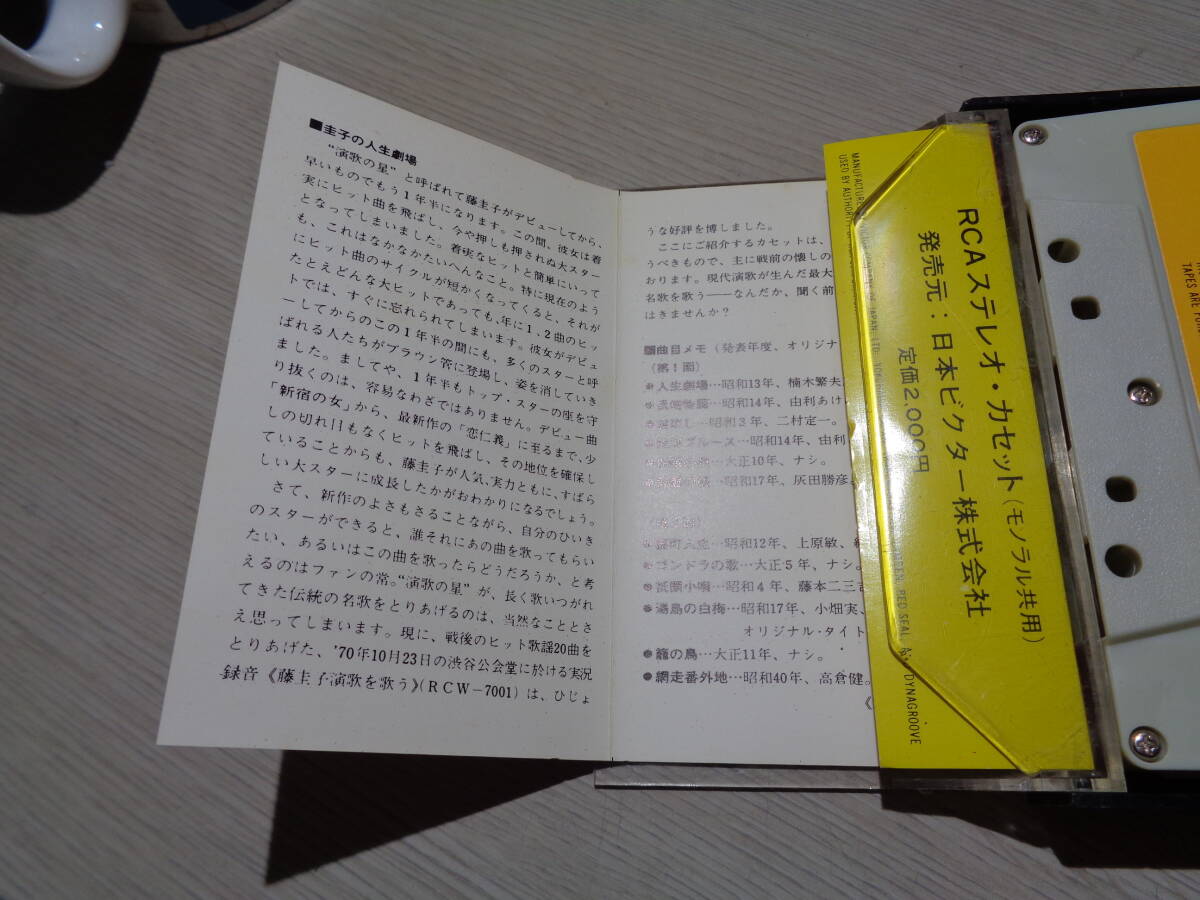 ■圭子の人生劇場
“演歌の星”と呼ばれて藤圭子がデビューしてから、
早いものでもう1年半になります。この間、彼女は着
実にヒット曲を飛ばし、今や押しも押されぬ大スター
となってしまいました。着実なヒットと簡単にいって
も、これはなかなかたいへんなこと。特に現在のよう
にヒット曲のサイクルが短かくなってくると、それが
たとえどんな大ヒットであっても、年に1、2曲のヒッ
トでは、すぐに忘れられてしまいます。彼女がデビュ
ーしてからのこの1年半の間にも、多くのスターと呼
ばれる人たちがブラウン管に登場し、姿を消していき
ました。ましてや、1年半もトップ・スターの座を守
り抜くのは、容易なわざではありません。デビュー曲
「新宿の女」から、最新作の「恋仁義」に至るまで、少
しの切れ目もなくヒットを飛ばし、その地位を確保し
ていることからも、藤圭子が人気、実力ともに、すばら
しい大スターに成長したかがおわかりになるでしょう。
さて、新作のよさもさることながら、自分のひいき
のスターができると、誰それにあの曲を歌ってもらい
たい、あるいはこの曲を歌ったらどうだろうか、と考
えるのはファンの常。“演歌の星”が、長く歌いつがれ
てきた伝統の名歌をとりあげるのは、当然なこととさ
え思ってしまいます。現に、戦後のヒット歌謡20曲を
とりあげた、'70年10月23日の渋谷公会堂に於ける実況
録音《藤圭子演歌を歌う》(RCW-7001)は、ひじょ
うな好評を博しました。
ここにご紹介するカセットは、
うべきもので、主に戦前の懐しの
おります。現代演歌が生んだ最大
名歌を歌う――なんだか、聞く前
はきませんか?
■曲目メモ(発表年度、オリジナ
(第1面)
●人生劇場…昭和13年、楠木繁夫
…昭和14年、由利あけ
…昭和3年、二村定一。
ブルース…昭和14年、由利
…大正10年、ナシ。
…昭和17年、灰田勝彦、
…昭和12年、上原敏、
●ゴンドラの歌…大正5年、ナシ。
●祇園小唄…昭和4年、藤本二三吉
●湯島の白梅…昭和17年、小畑実、
オリジナル・タイト
●籠の鳥…大正11年、ナシ。
●網走番外地…昭和40年、高倉健。
《
RCAステレオ・カセット(モノラル共用)
発売元:日本ビクター株式会社
定価2,000円
MANUFACTURE
USED BY AUTHORI
OF JAPAN, LTD.
RED SEAL
DYNAGROOVE
TAPES ARE FOR